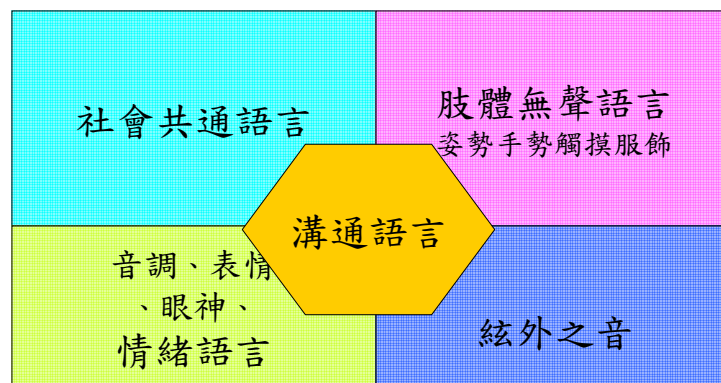 社會共通語言
肢體無聲語言
姿勢手勢觸摸服飾
溝通語言
音調、表情
、眼神、
情緒語言
絃外之音